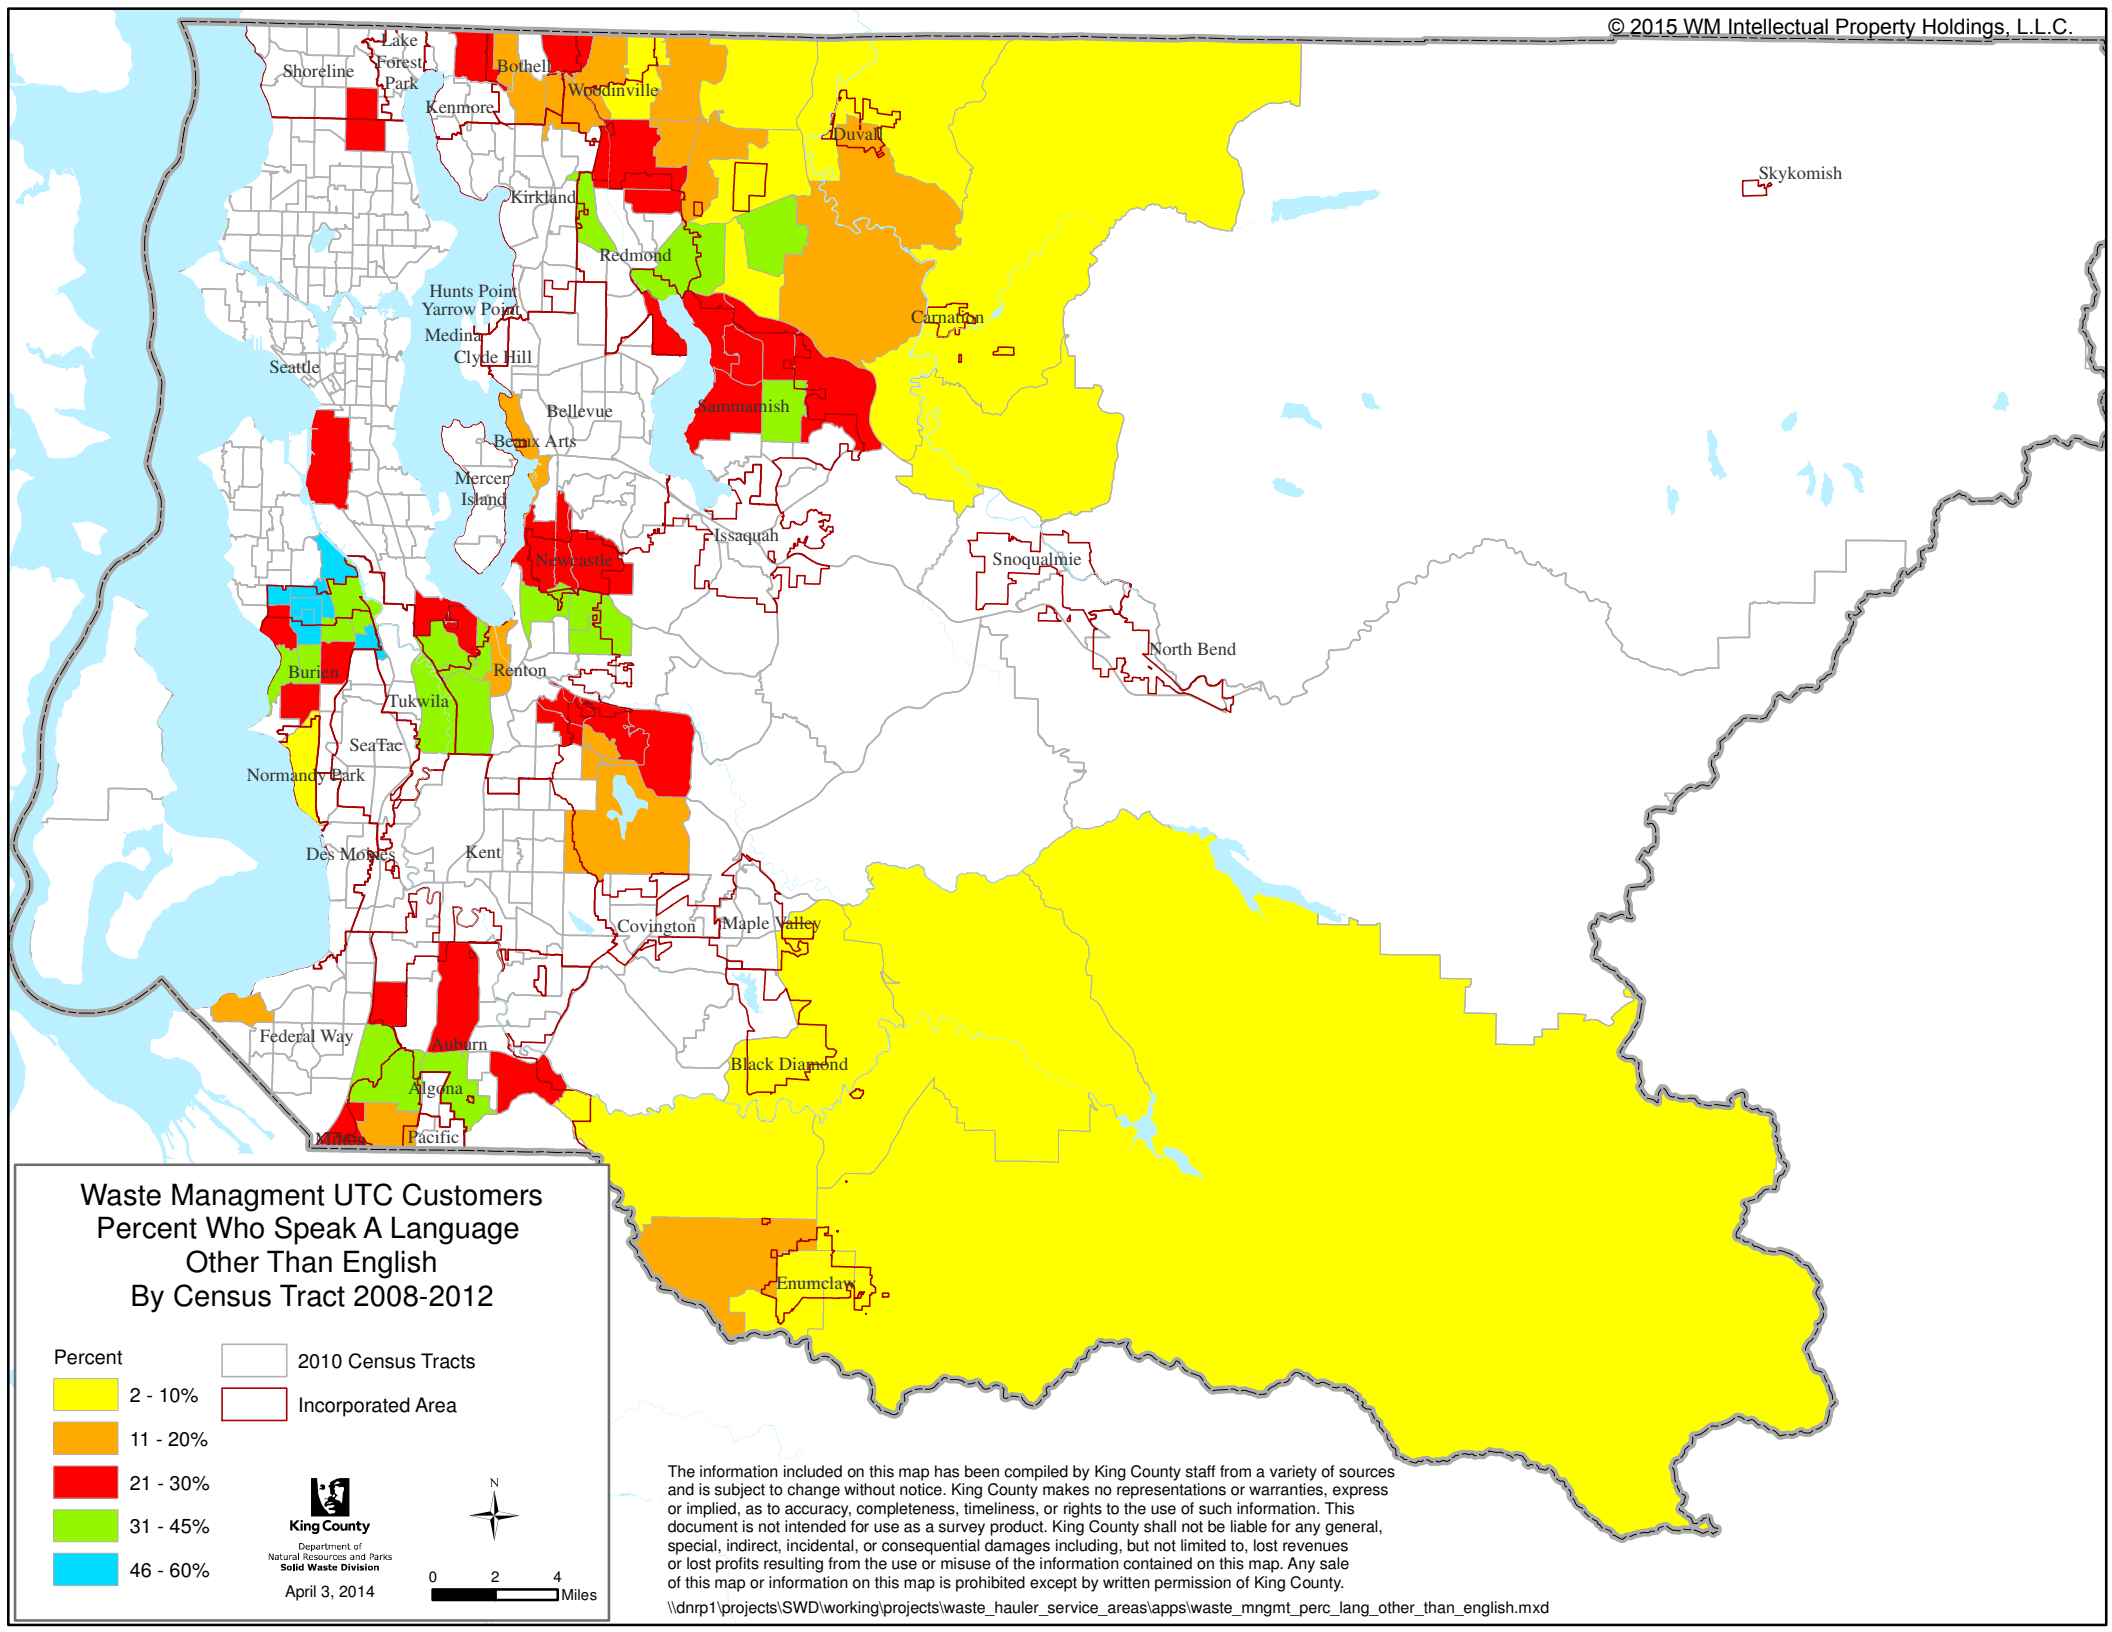 © 2015 WM Intellectual Property Holdings, L.L.C.
Lake
Forest
Park
Shoreline
Bothell
Kenmore
Woodinville
Duvall
Skykomish
Kirkland
Redmond
Hunts Point
Yarrow Point
Medina
Clyde Hill
Carnation
Seattle
Bellevue
Sammamish
Beaux Arts
Mercer
Island
Issaquah
Newcastle
Snoqualmie
North Bend
Burien
Renton
Tukwila
SeaTac
Normandy Park
Des Moines
Kent
Covington
Maple Valley
Federal Way
Auburn
Black Diamond
Algona
Milton
Pacific
Enumclaw
Waste Managment UTC Customers
Percent Who Speak A Language
Other Than English
By Census Tract 2008-2012
Percent
2 - 10%
11 - 20%
21 - 30%
31 - 45%
46 - 60%
2010 Census Tracts
Incorporated Area
King County
Department of
Natural Resources and Parks
Solid Waste Division
April 3, 2014
N
0 2 4
Miles
The information included on this map has been compiled by King County staff from a variety of sources
and is subject to change without notice. King County makes no representations or warranties, express
or implied, as to accuracy, completeness, timeliness, or rights to the use of such information. This
document is not intended for use as a survey product. King County shall not be liable for any general,
special, indirect, incidental, or consequential damages including, but not limited to, lost revenues
or lost profits resulting from the use or misuse of the information contained on this map. Any sale
of this map or information on this map is prohibited except by written permission of King County.
\\dnrp1\projects\SWD\working\projects\waste_hauler_service_areas\apps\waste_mngmt_perc_lang_other_than_english.mxd